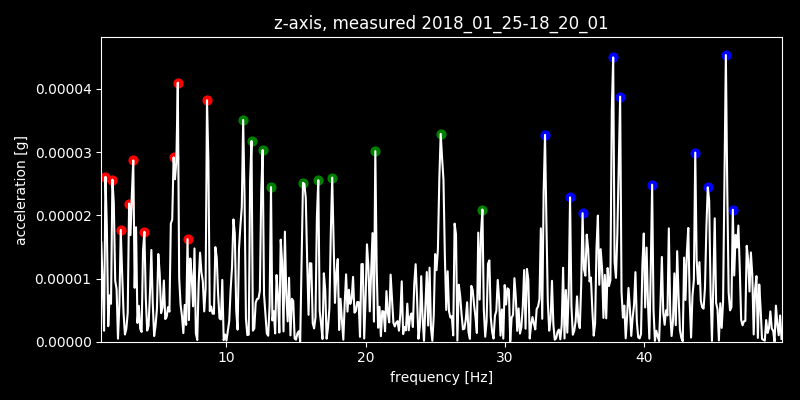 z-axis, measured 2018_01_25-18_20_01
acceleration [g]
0.00004
0.00003
0.00002
0.00001
0.00000
10 20 30 40
frequency [Hz]